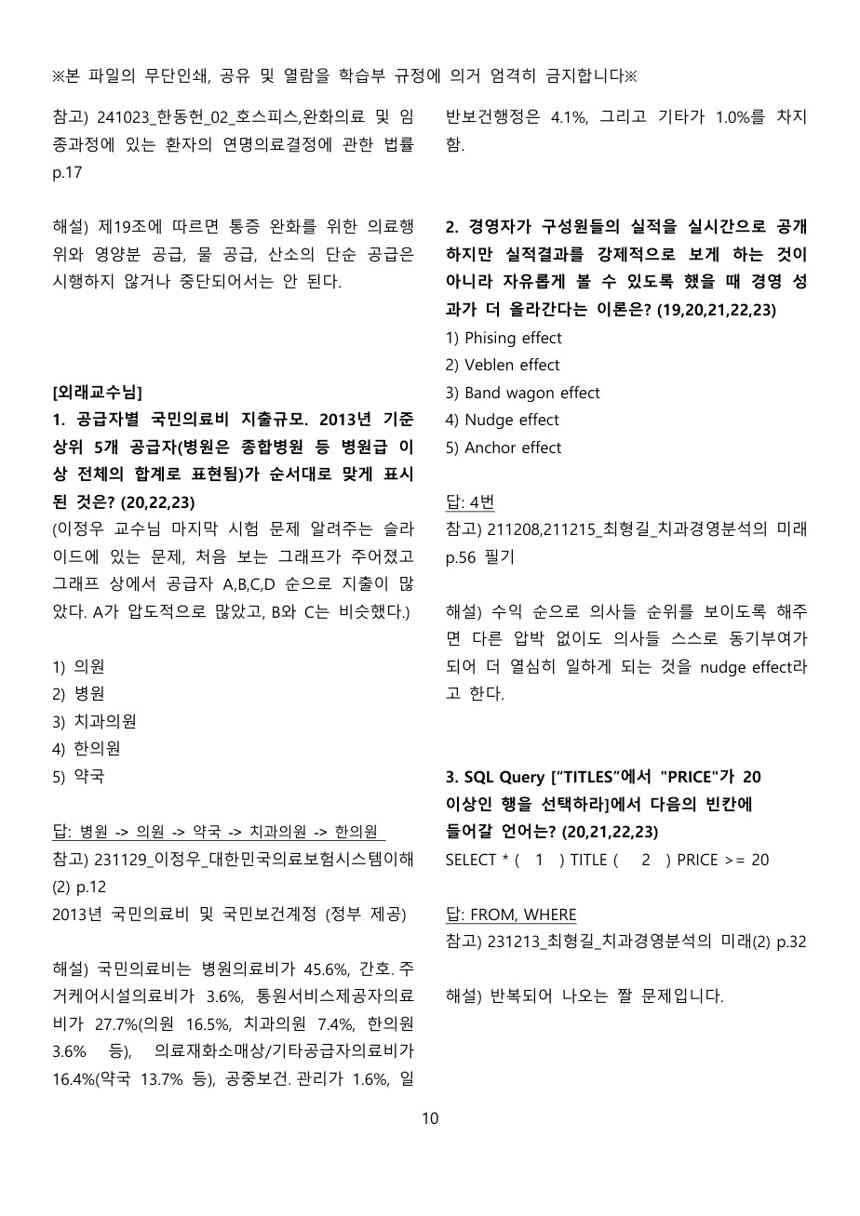 ※본 파일의 무단인쇄, 공유 및 열람을 학습부 규정에 의거 엄격히 금지합니다※
참고) 241023_한동헌_02_호스피스,완화의료 및 임
종과정에 있는 환자의 연명의료결정에 관한 법률
p.17
해설) 제19조에 따르면 통증 완화를 위한 의료행
위와 영양분 공급, 물 공급, 산소의 단순 공급은
시행하지 않거나 중단되어서는 안 된다.
[외래교수님]
1. 공급자별 국민의료비 지출규모. 2013년 기준
상위 5개 공급자(병원은 종합병원 등 병원급 이
상 전체의 합계로 표현됨)가 순서대로 맞게 표시
된 것은? (20,22,23)
(이정우 교수님 마지막 시험 문제 알려주는 슬라
이드에 있는 문제, 처음 보는 그래프가 주어졌고
그래프 상에서 공급자 A,B,C,D 순으로 지출이 많
았다. A가 압도적으로 많았고, B와 C는 비슷했다.)
1) 의원
2) 병원
3) 치과의원
4) 한의원
5) 약국
답: 병원 -> 의원 -> 약국 -> 치과의원 -> 한의원
참고) 231129_이정우_대한민국의료보험시스템이해
(2) p.12
2013년 국민의료비 및 국민보건계정 (정부 제공)
해설) 국민의료비는 병원의료비가 45.6%, 간호. 주
거케어시설의료비가 3.6%, 통원서비스제공자의료
비가 27.7%(의원 16.5%, 치과의원 7.4%, 한의원
3.6% 등), 의료재화소매상/기타공급자의료비가
16.4%(약국 13.7% 등), 공중보건. 관리가 1.6%, 일
반보건행정은 4.1%, 그리고 기타가 1.0%를 차지
함.
2. 경영자가 구성원들의 실적을 실시간으로 공개
하지만 실적결과를 강제적으로 보게 하는 것이
아니라 자유롭게 볼 수 있도록 했을 때 경영 성
과가 더 올라간다는 이론은? (19,20,21,22,23)
1) Phising effect
2) Veblen effect
3) Band wagon effect
4) Nudge effect
5) Anchor effect
답: 4번
참고) 211208,211215_최형길_치과경영분석의 미래
p.56 필기
해설) 수익 순으로 의사들 순위를 보이도록 해주
면 다른 압박 없이도 의사들 스스로 동기부여가
되어 더 열심히 일하게 되는 것을 nudge effect라
고 한다.
3. SQL Query [“TITLES”에서 "PRICE"가 20
이상인 행을 선택하라]에서 다음의 빈칸에
들어갈 언어는? (20,21,22,23)
SELECT * ( 1 ) TITLE ( 2 ) PRICE >= 20
답: FROM, WHERE
참고) 231213_최형길_치과경영분석의 미래(2) p.32
해설) 반복되어 나오는 짤 문제입니다.
10